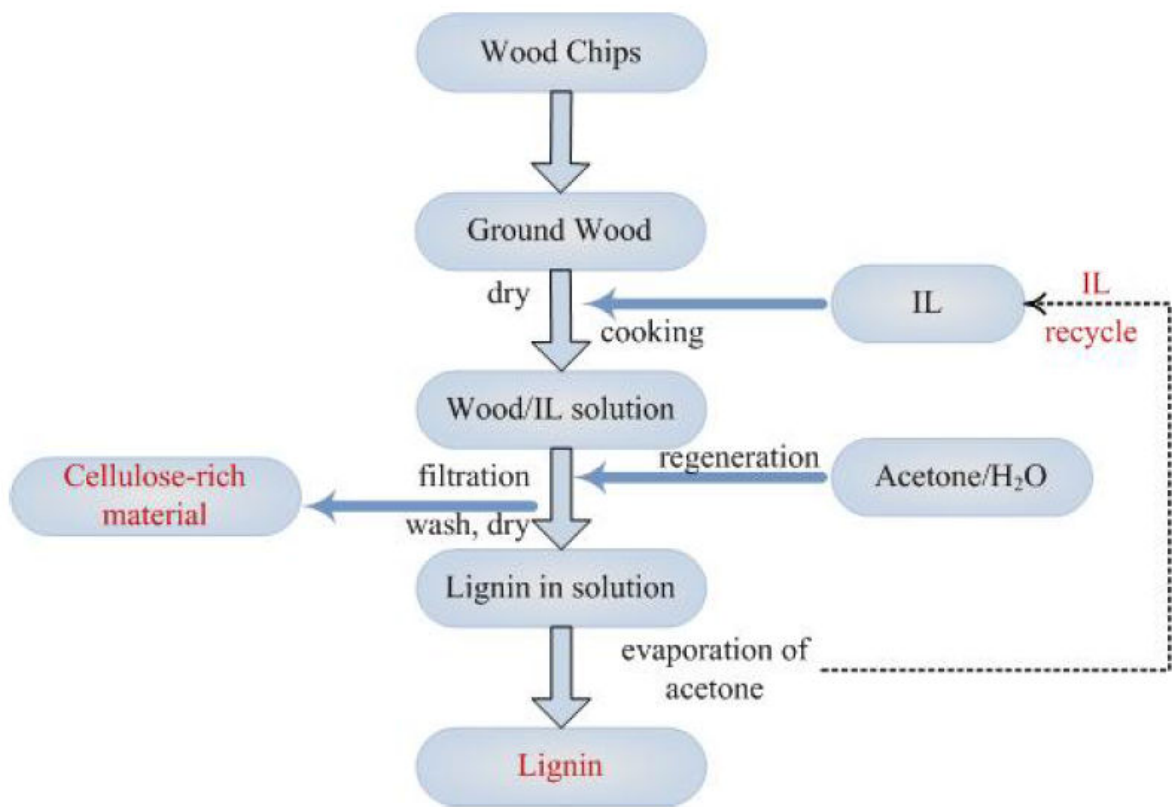 Wood Chips
Ground Wood
dry
cooking
IL
IL
recycle
Wood/IL solution
regeneration
Acetone/H₂O
filtration
wash, dry
Cellulose-rich
material
Lignin in solution
evaporation of
acetone
Lignin